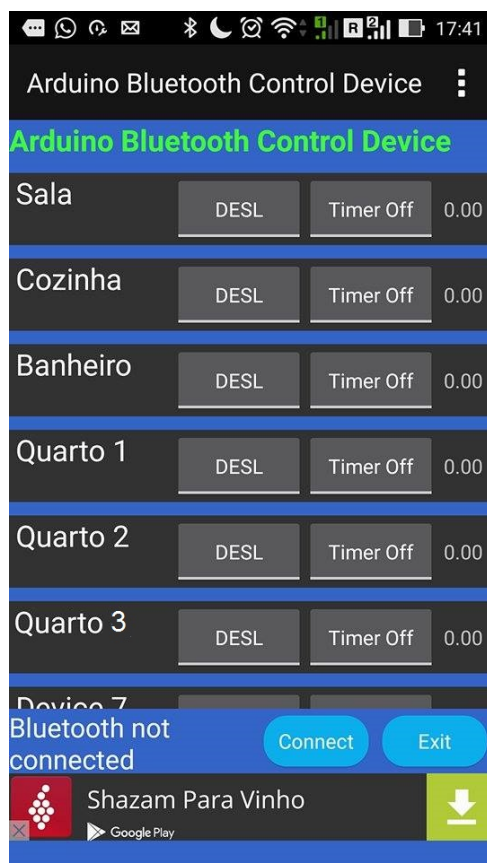 17:41
Arduino Bluetooth Control Device
Arduino Bluetooth Control Device
Sala DESL Timer Off 0.00
Cozinha DESL Timer Off 0.00
Banheiro DESL Timer Off 0.00
Quarto 1 DESL Timer Off 0.00
Quarto 2 DESL Timer Off 0.00
Quarto 3 DESL Timer Off 0.00
Device 7
Bluetooth not
connected
Connect Exit
Shazam Para Vinho
Google Play